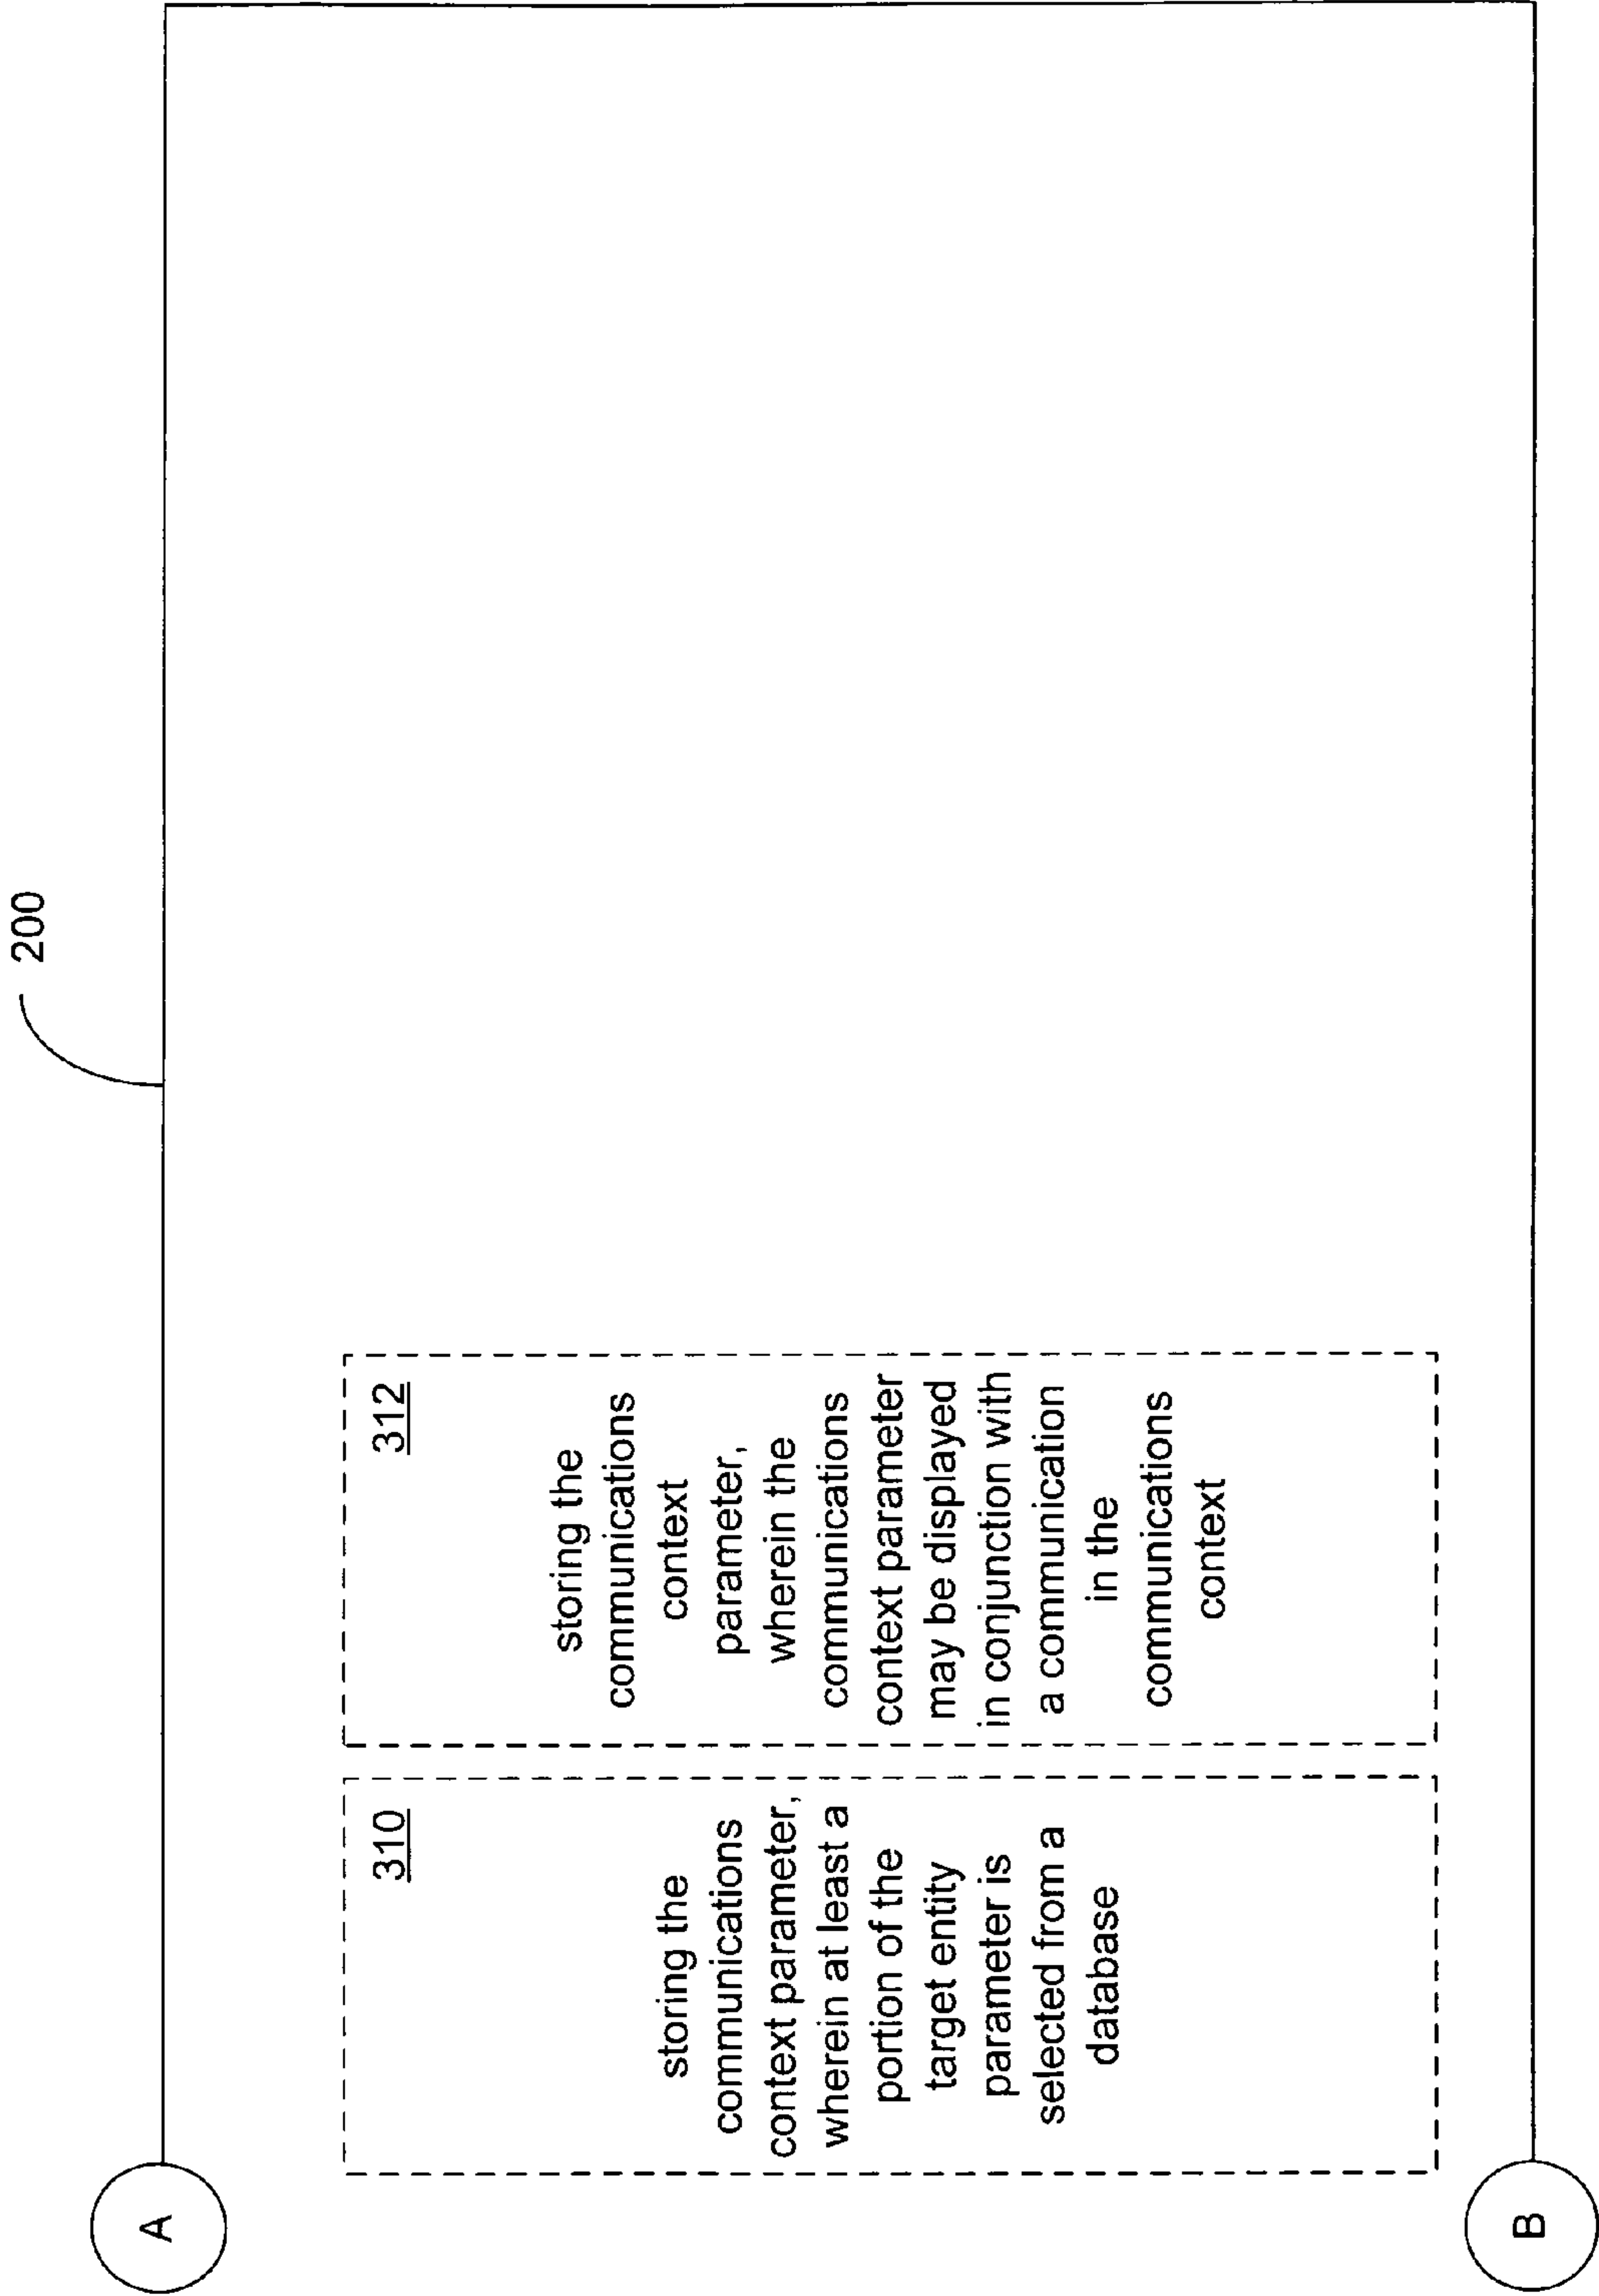 200
A
310
storing the
communications
context parameter,
wherein at least a
portion of the
target entity
parameter is
selected from a
database
312
storing the
communications
context
parameter,
wherein the
communications
context parameter
may be displayed
in conjunction with
a communication
in the
communications
context
B